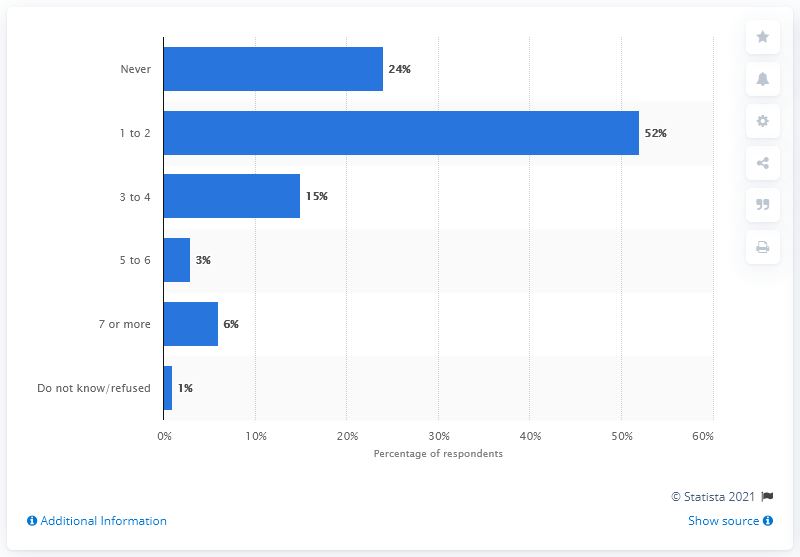 Never 24%
1 to 2 52%
3 to 4 15%
5 to 6 3%
7 or more 6%
Do not know/refused 1%
0% 10% 20% 30% 40% 50% 60%
Percentage of respondents
© Statista 2021
Additional Information Show source